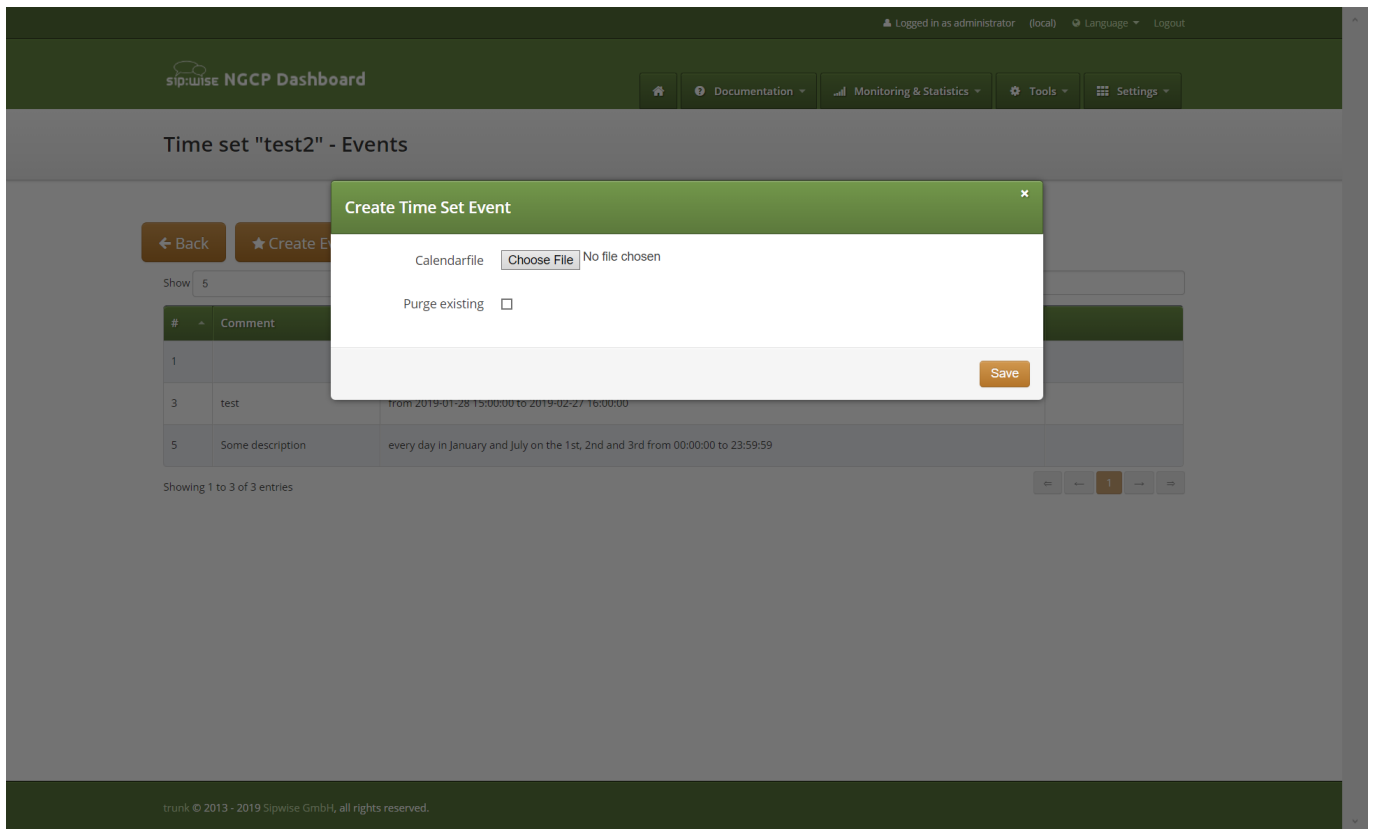 Logged in as administrator (local) Language Logout
sip:wise NGCP Dashboard
Documentation Monitoring & Statistics Tools Settings
Time set "test2" - Events
Create Time Set Event
Back Create
Calendarfile Choose File No file chosen
Show 5
Purge existing
# Comment
1
Save
3 test from 2019-01-28 15:00:00 to 2019-02-27 16:00:00
5 Some description every day in January and July on the 1st, 2nd and 3rd from 00:00:00 to 23:59:59
Showing 1 to 3 of 3 entries ⇐ ← 1 → ⇒
trunk © 2013 - 2019 Sipwise GmbH, all rights reserved.